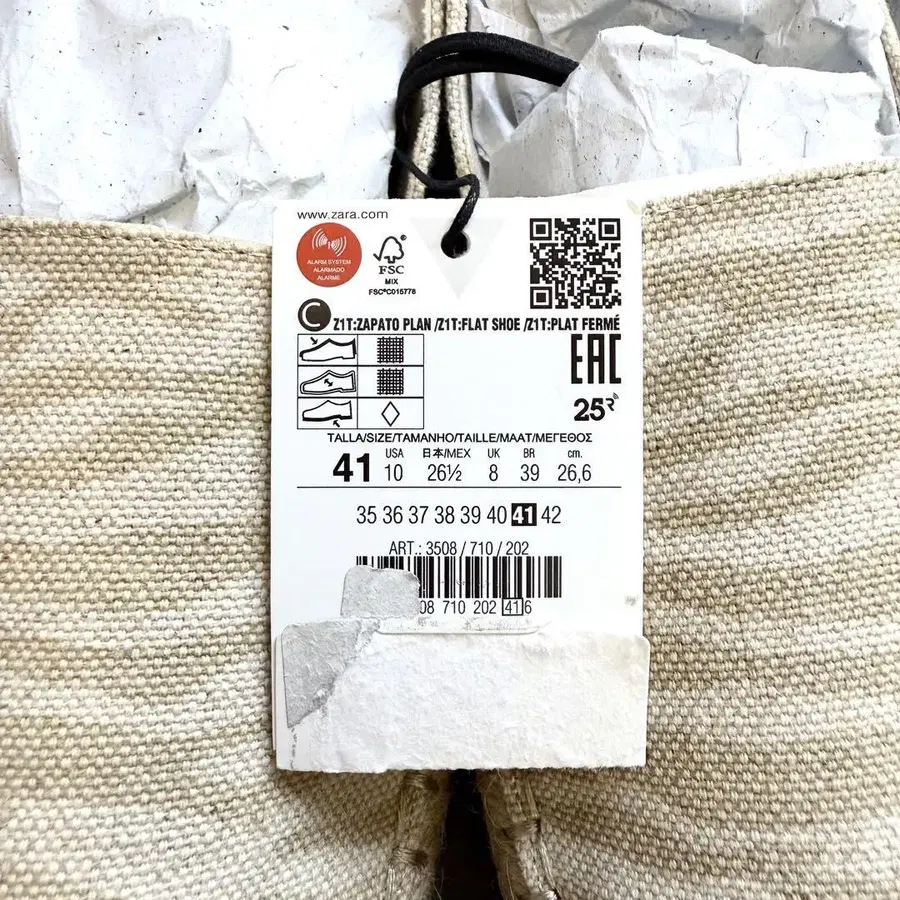 www.zara.com
ALARM SYSTEM
ALARMADO
ALARME
FSC®
MIX
FSC®C015778
C Z1T:ZAPATO PLAN /Z1T:FLAT SHOE /Z1T:PLAT FERMÉ
EAC
25
TALLA/SIZE/TAMANHO/TAILLE/MAAT/ΜΕΓΕΘΟΣ
USA 日本/MEX UK BR cm.
41 10 26½ 8 39 26,6
35 36 37 38 39 40 41 42
ART.: 3508 / 710 / 202
08 710 202 41 6